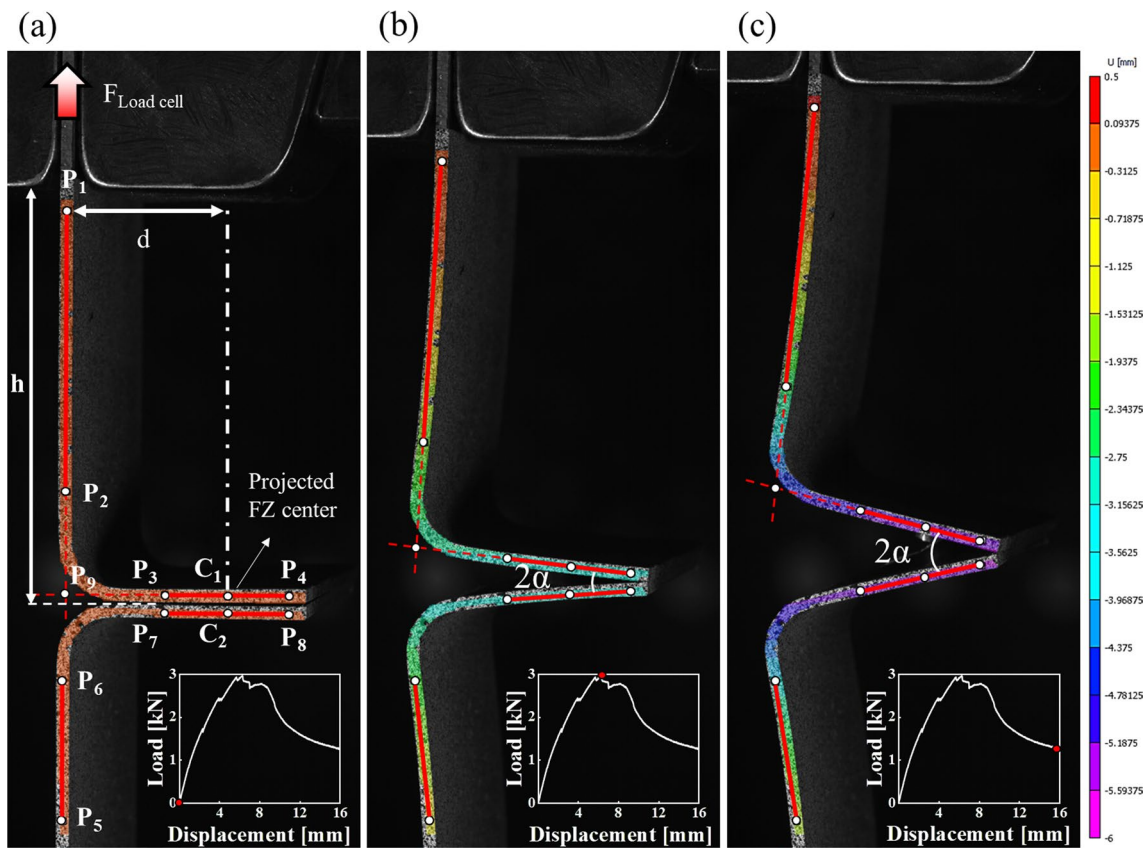 (a)
(b)
(c)
F Load cell
P1
d
h
P2
Projected
FZ center
P9
P3
C1
P4
P7
C2
P8
P6
P5
3
2
1
0
Load [kN]
4
8
12
16
Displacement [mm]
2α
3
2
1
0
Load [kN]
4
8
12
16
Displacement [mm]
2α
3
2
1
0
Load [kN]
4
8
12
16
Displacement [mm]
U [mm]
0.5
0.09375
-0.3125
-0.71875
-1.125
-1.53125
-1.9375
-2.34375
-2.75
-3.15625
-3.5625
-3.96875
-4.375
-4.78125
-5.1875
-5.59375
-6